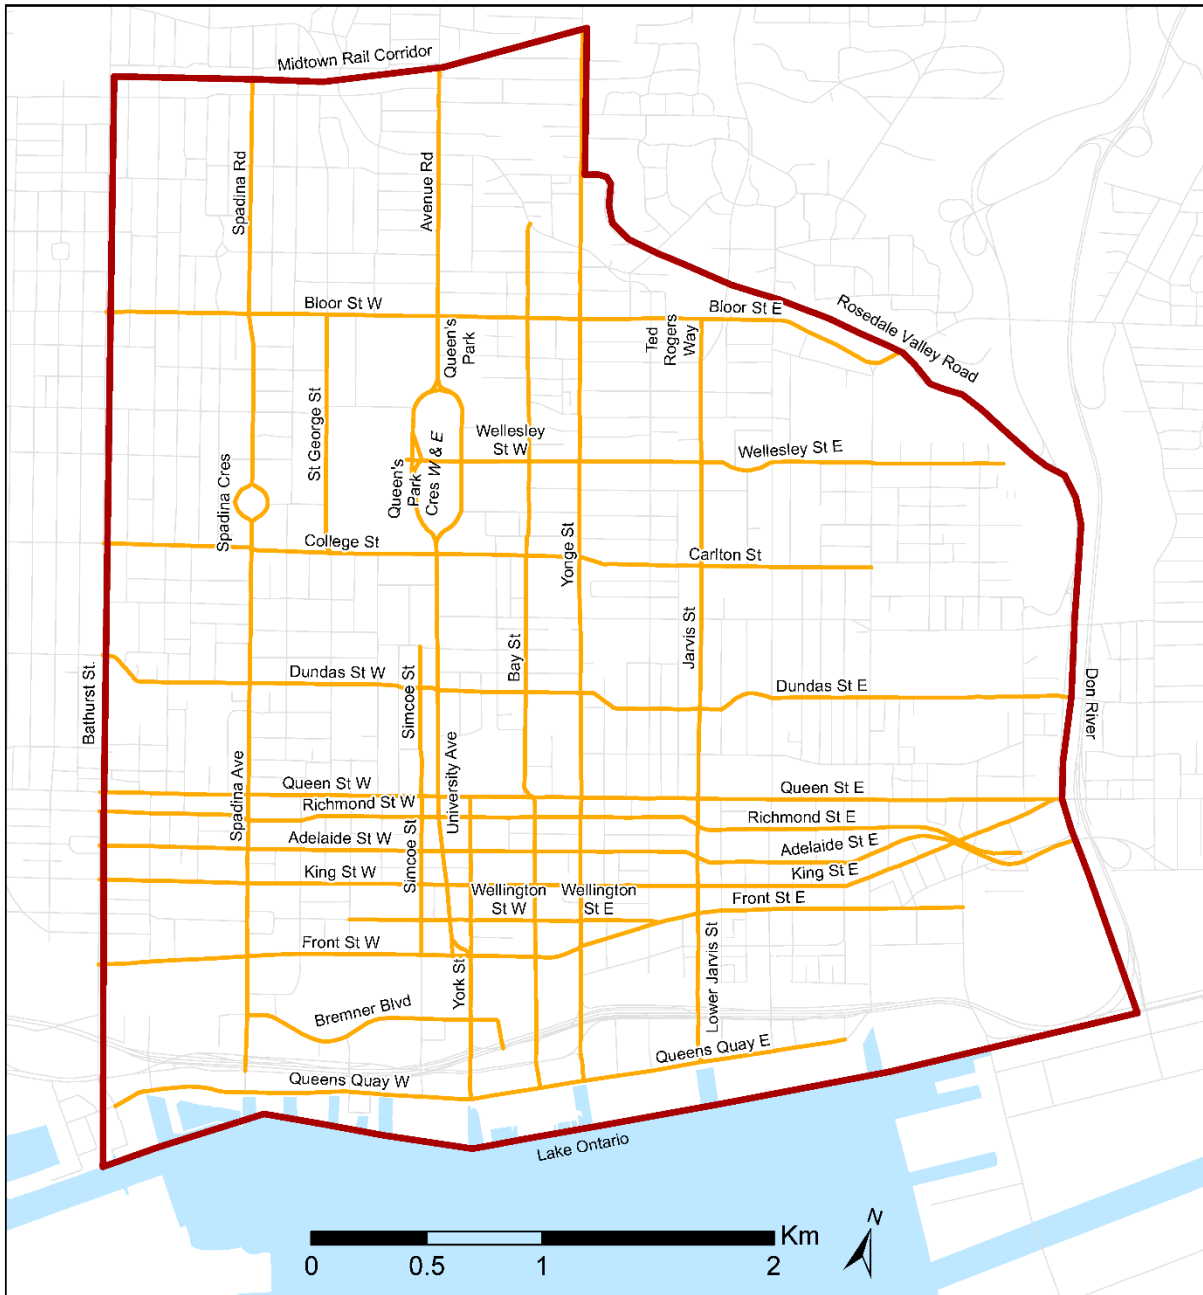 Midtown Rail Corridor
Spadina Rd
Avenue Rd
Bloor St W
Bloor St E
Rosedale Valley Road
Queen's
Park
Ted
Rogers
Way
St George St
Wellesley
St W
Wellesley St E
Queen's
Park
Cres W & E
Spadina Cres
College St
Yonge St
Carlton St
Bay St
Jarvis St
Bathurst St.
Dundas St W
Simcoe St
Dundas St E
Don River
Spadina Ave
University Ave
Queen St W
Queen St E
Richmond St W
Richmond St E
Adelaide St W
Simcoe St
Adelaide St E
King St W
King St E
Wellington
St W
Wellington
St E
Front St E
Front St W
York St
Lower Jarvis St
Bremner Blvd
Queens Quay E
Queens Quay W
Lake Ontario
N
Km
0 0.5 1 2